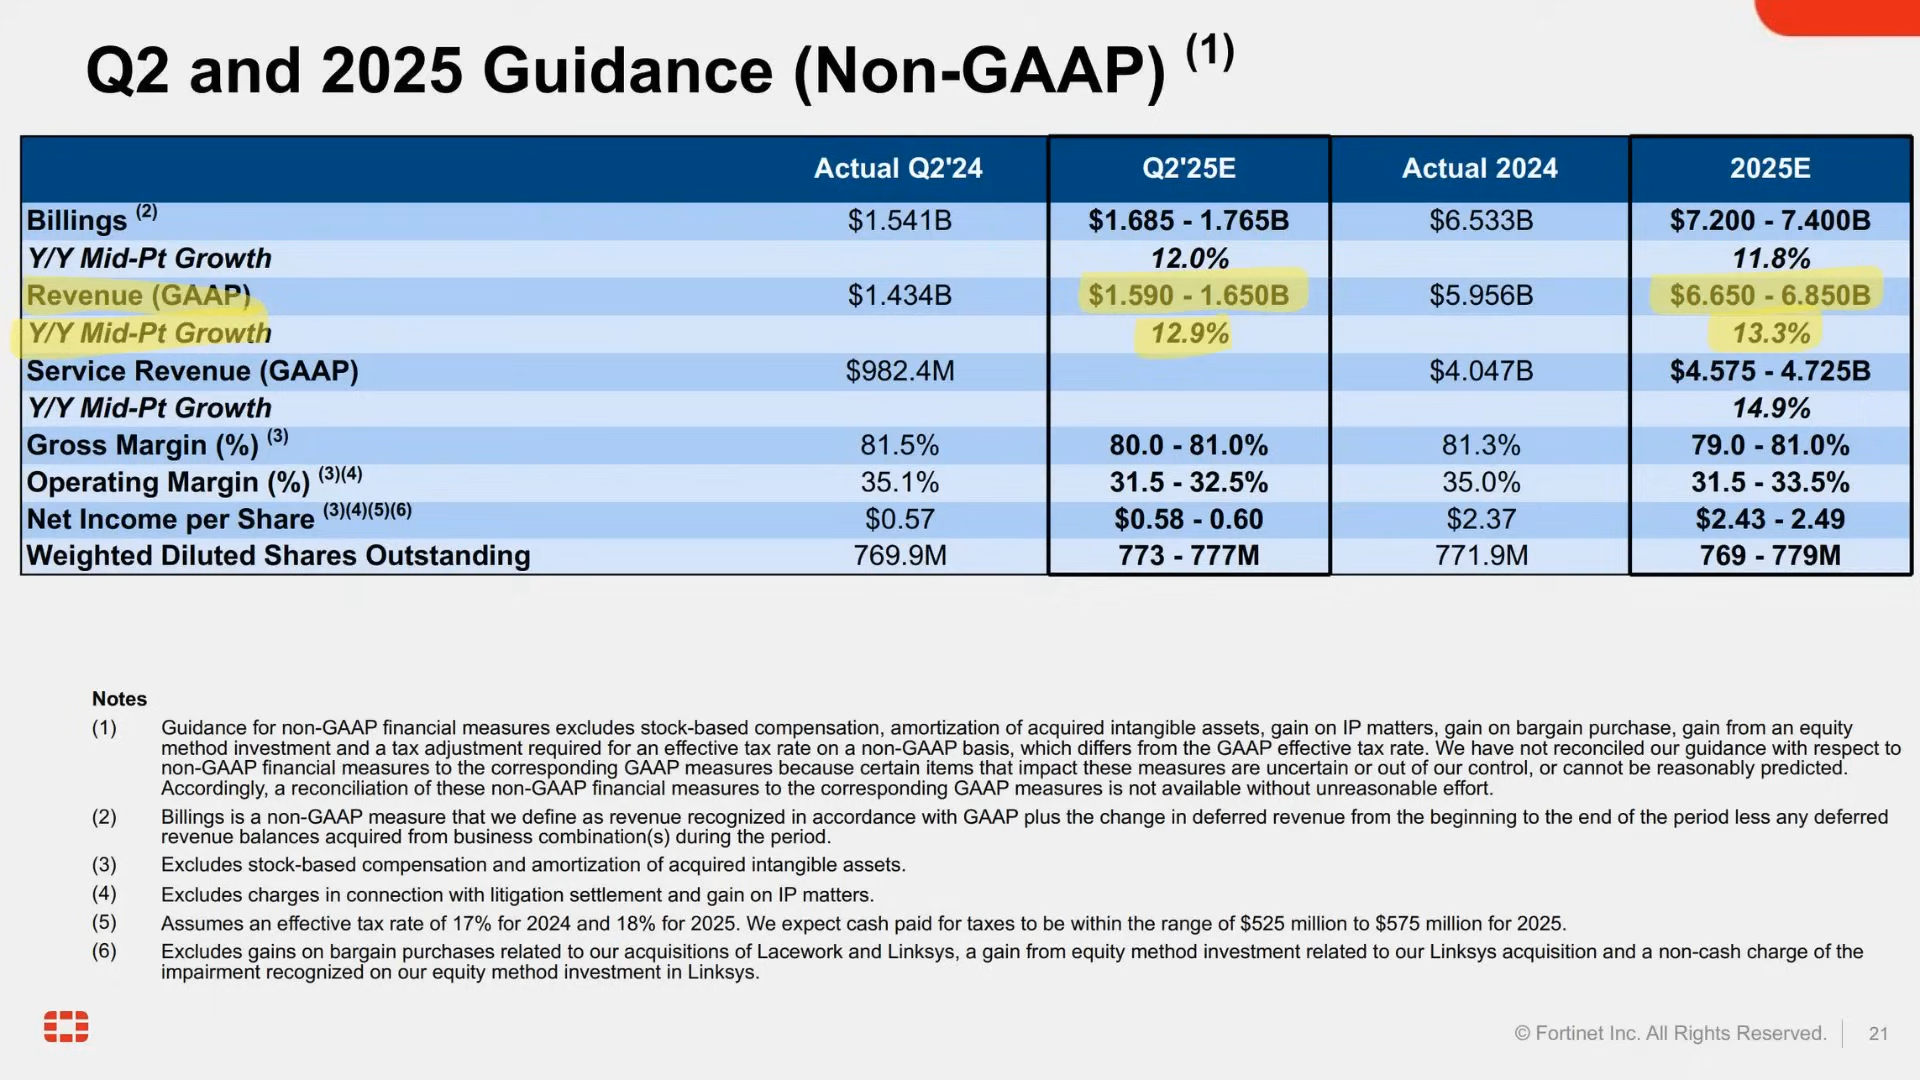 Q2 and 2025 Guidance (Non-GAAP) (1)
Actual Q2'24 Q2'25E Actual 2024 2025E
Billings (2) $1.541B $1.685 - 1.765B $6.533B $7.200 - 7.400B
Y/Y Mid-Pt Growth 12.0% 11.8%
Revenue (GAAP) $1.434B $1.590 - 1.650B $5.956B $6.650 - 6.850B
Y/Y Mid-Pt Growth 12.9% 13.3%
Service Revenue (GAAP) $982.4M $4.047B $4.575 - 4.725B
Y/Y Mid-Pt Growth 14.9%
Gross Margin (%) (3) 81.5% 80.0 - 81.0% 81.3% 79.0 - 81.0%
Operating Margin (%) (3)(4) 35.1% 31.5 - 32.5% 35.0% 31.5 - 33.5%
Net Income per Share (3)(4)(5)(6) $0.57 $0.58 - 0.60 $2.37 $2.43 - 2.49
Weighted Diluted Shares Outstanding 769.9M 773 - 777M 771.9M 769 - 779M
Notes
(1) Guidance for non-GAAP financial measures excludes stock-based compensation, amortization of acquired intangible assets, gain on IP matters, gain on bargain purchase, gain from an equity
method investment and a tax adjustment required for an effective tax rate on a non-GAAP basis, which differs from the GAAP effective tax rate. We have not reconciled our guidance with respect to
non-GAAP financial measures to the corresponding GAAP measures because certain items that impact these measures are uncertain or out of our control, or cannot be reasonably predicted.
Accordingly, a reconciliation of these non-GAAP financial measures to the corresponding GAAP measures is not available without unreasonable effort.
(2) Billings is a non-GAAP measure that we define as revenue recognized in accordance with GAAP plus the change in deferred revenue from the beginning to the end of the period less any deferred
revenue balances acquired from business combination(s) during the period.
(3) Excludes stock-based compensation and amortization of acquired intangible assets.
(4) Excludes charges in connection with litigation settlement and gain on IP matters.
(5) Assumes an effective tax rate of 17% for 2024 and 18% for 2025. We expect cash paid for taxes to be within the range of $525 million to $575 million for 2025.
(6) Excludes gains on bargain purchases related to our acquisitions of Lacework and Linksys, a gain from equity method investment related to our Linksys acquisition and a non-cash charge of the
impairment recognized on our equity method investment in Linksys.
© Fortinet Inc. All Rights Reserved. 21